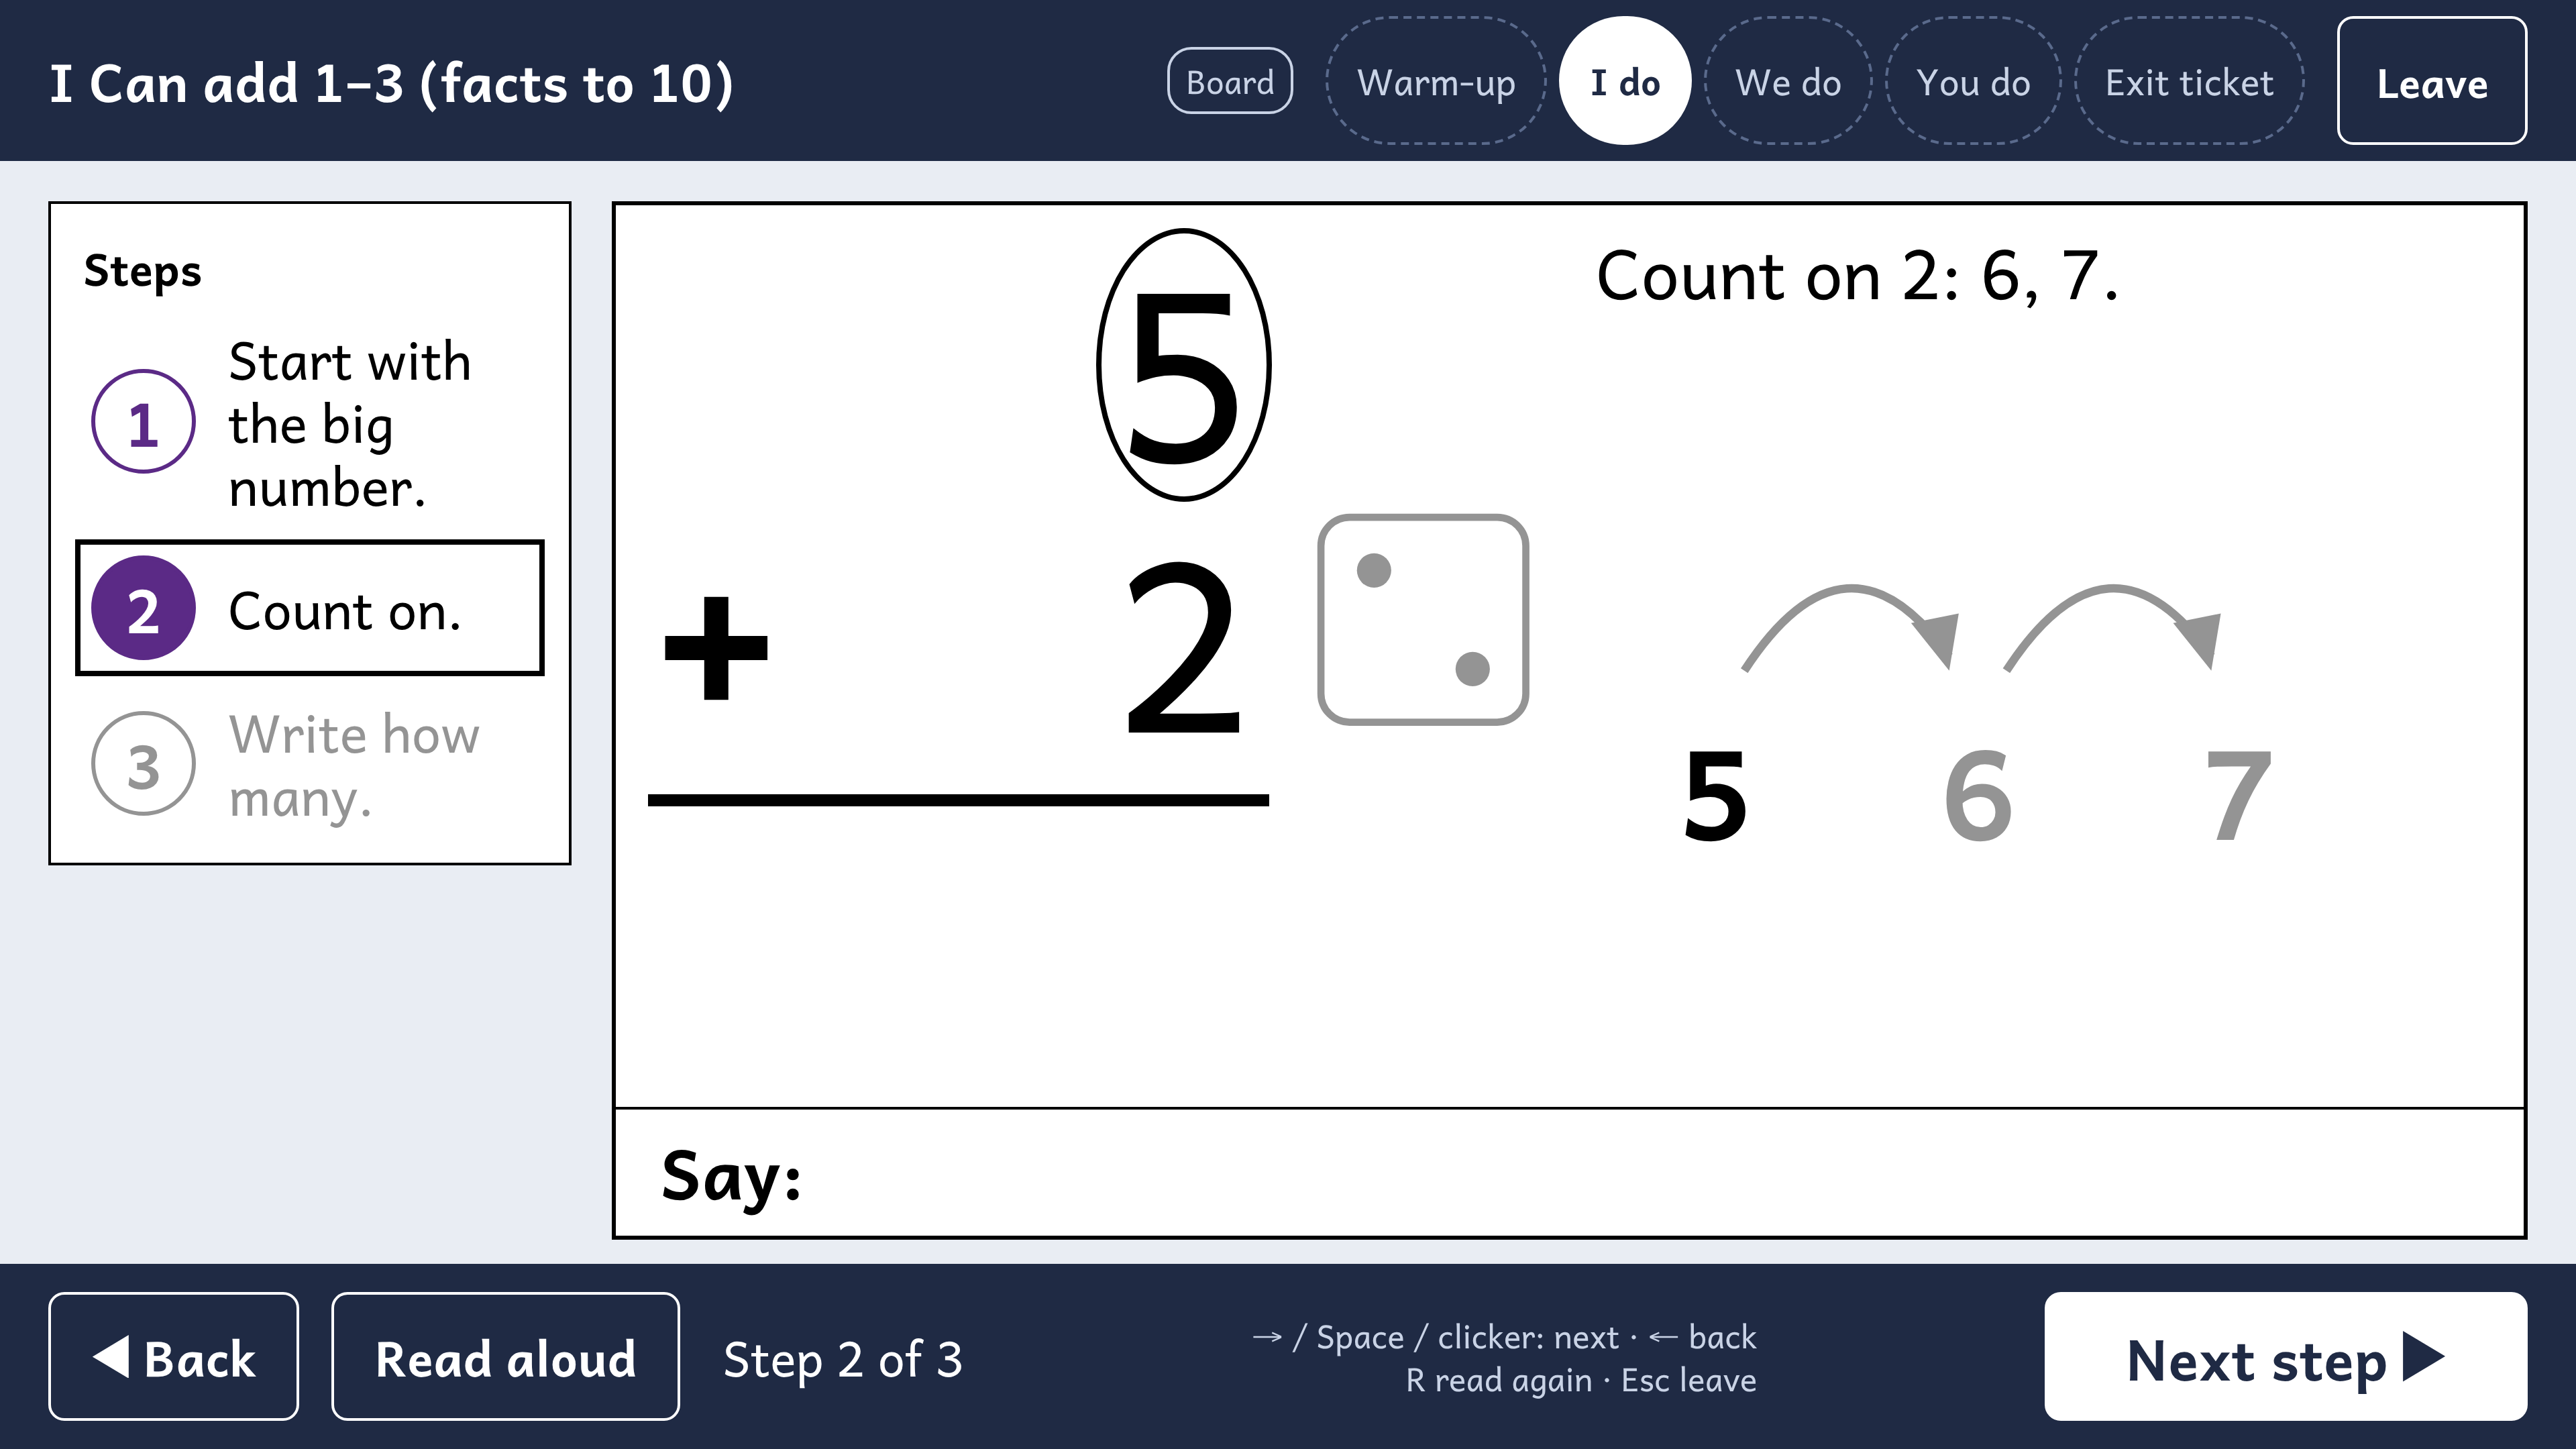 I Can add 1–3 (facts to 10)
Board
Warm-up
I do
We do
You do
Exit ticket
Leave
Steps
1
Start with
the big
number.
2
Count on.
3
Write how
many.
5
+ 2
Count on 2: 6, 7.
5 6 7
Say:
◀ Back
Read aloud
Step 2 of 3
→ / Space / clicker: next · ← back
R read again · Esc leave
Next step ▶